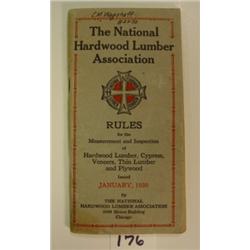 The National
Hardwood Lumber
Association
RULES
for the
Measurement and Inspection
of
Hardwood Lumber, Cypress,
Veneers, Thin Lumber
and Plywood
Issued
JANUARY, 1930
by
THE NATIONAL
HARDWOOD LUMBER ASSOCIATION
Building
Chicago
176